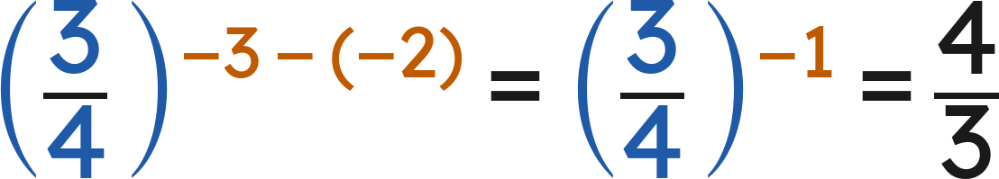 (3/4)^(−3−(−2)) = (3/4)^(−1) = 4/3